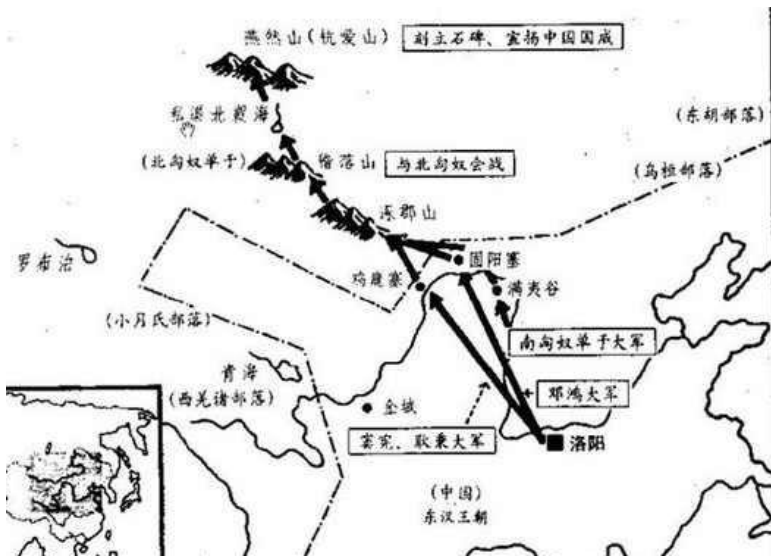 燕然山(杭爱山) 刻立石碑、宣扬中国国威
私渠北鞮海
(东胡部落)
(北匈奴单于) 稽落山 与北匈奴会战
(乌桓部落)
涿郡山
罗布泊
固阳塞
鸡鹿塞
满夷谷
(小月氏部落)
南匈奴单于大军
青海
(西羌诸部落)
金城
邓鸿大军
窦宪、耿秉大军
洛阳
(中国)
东汉王朝